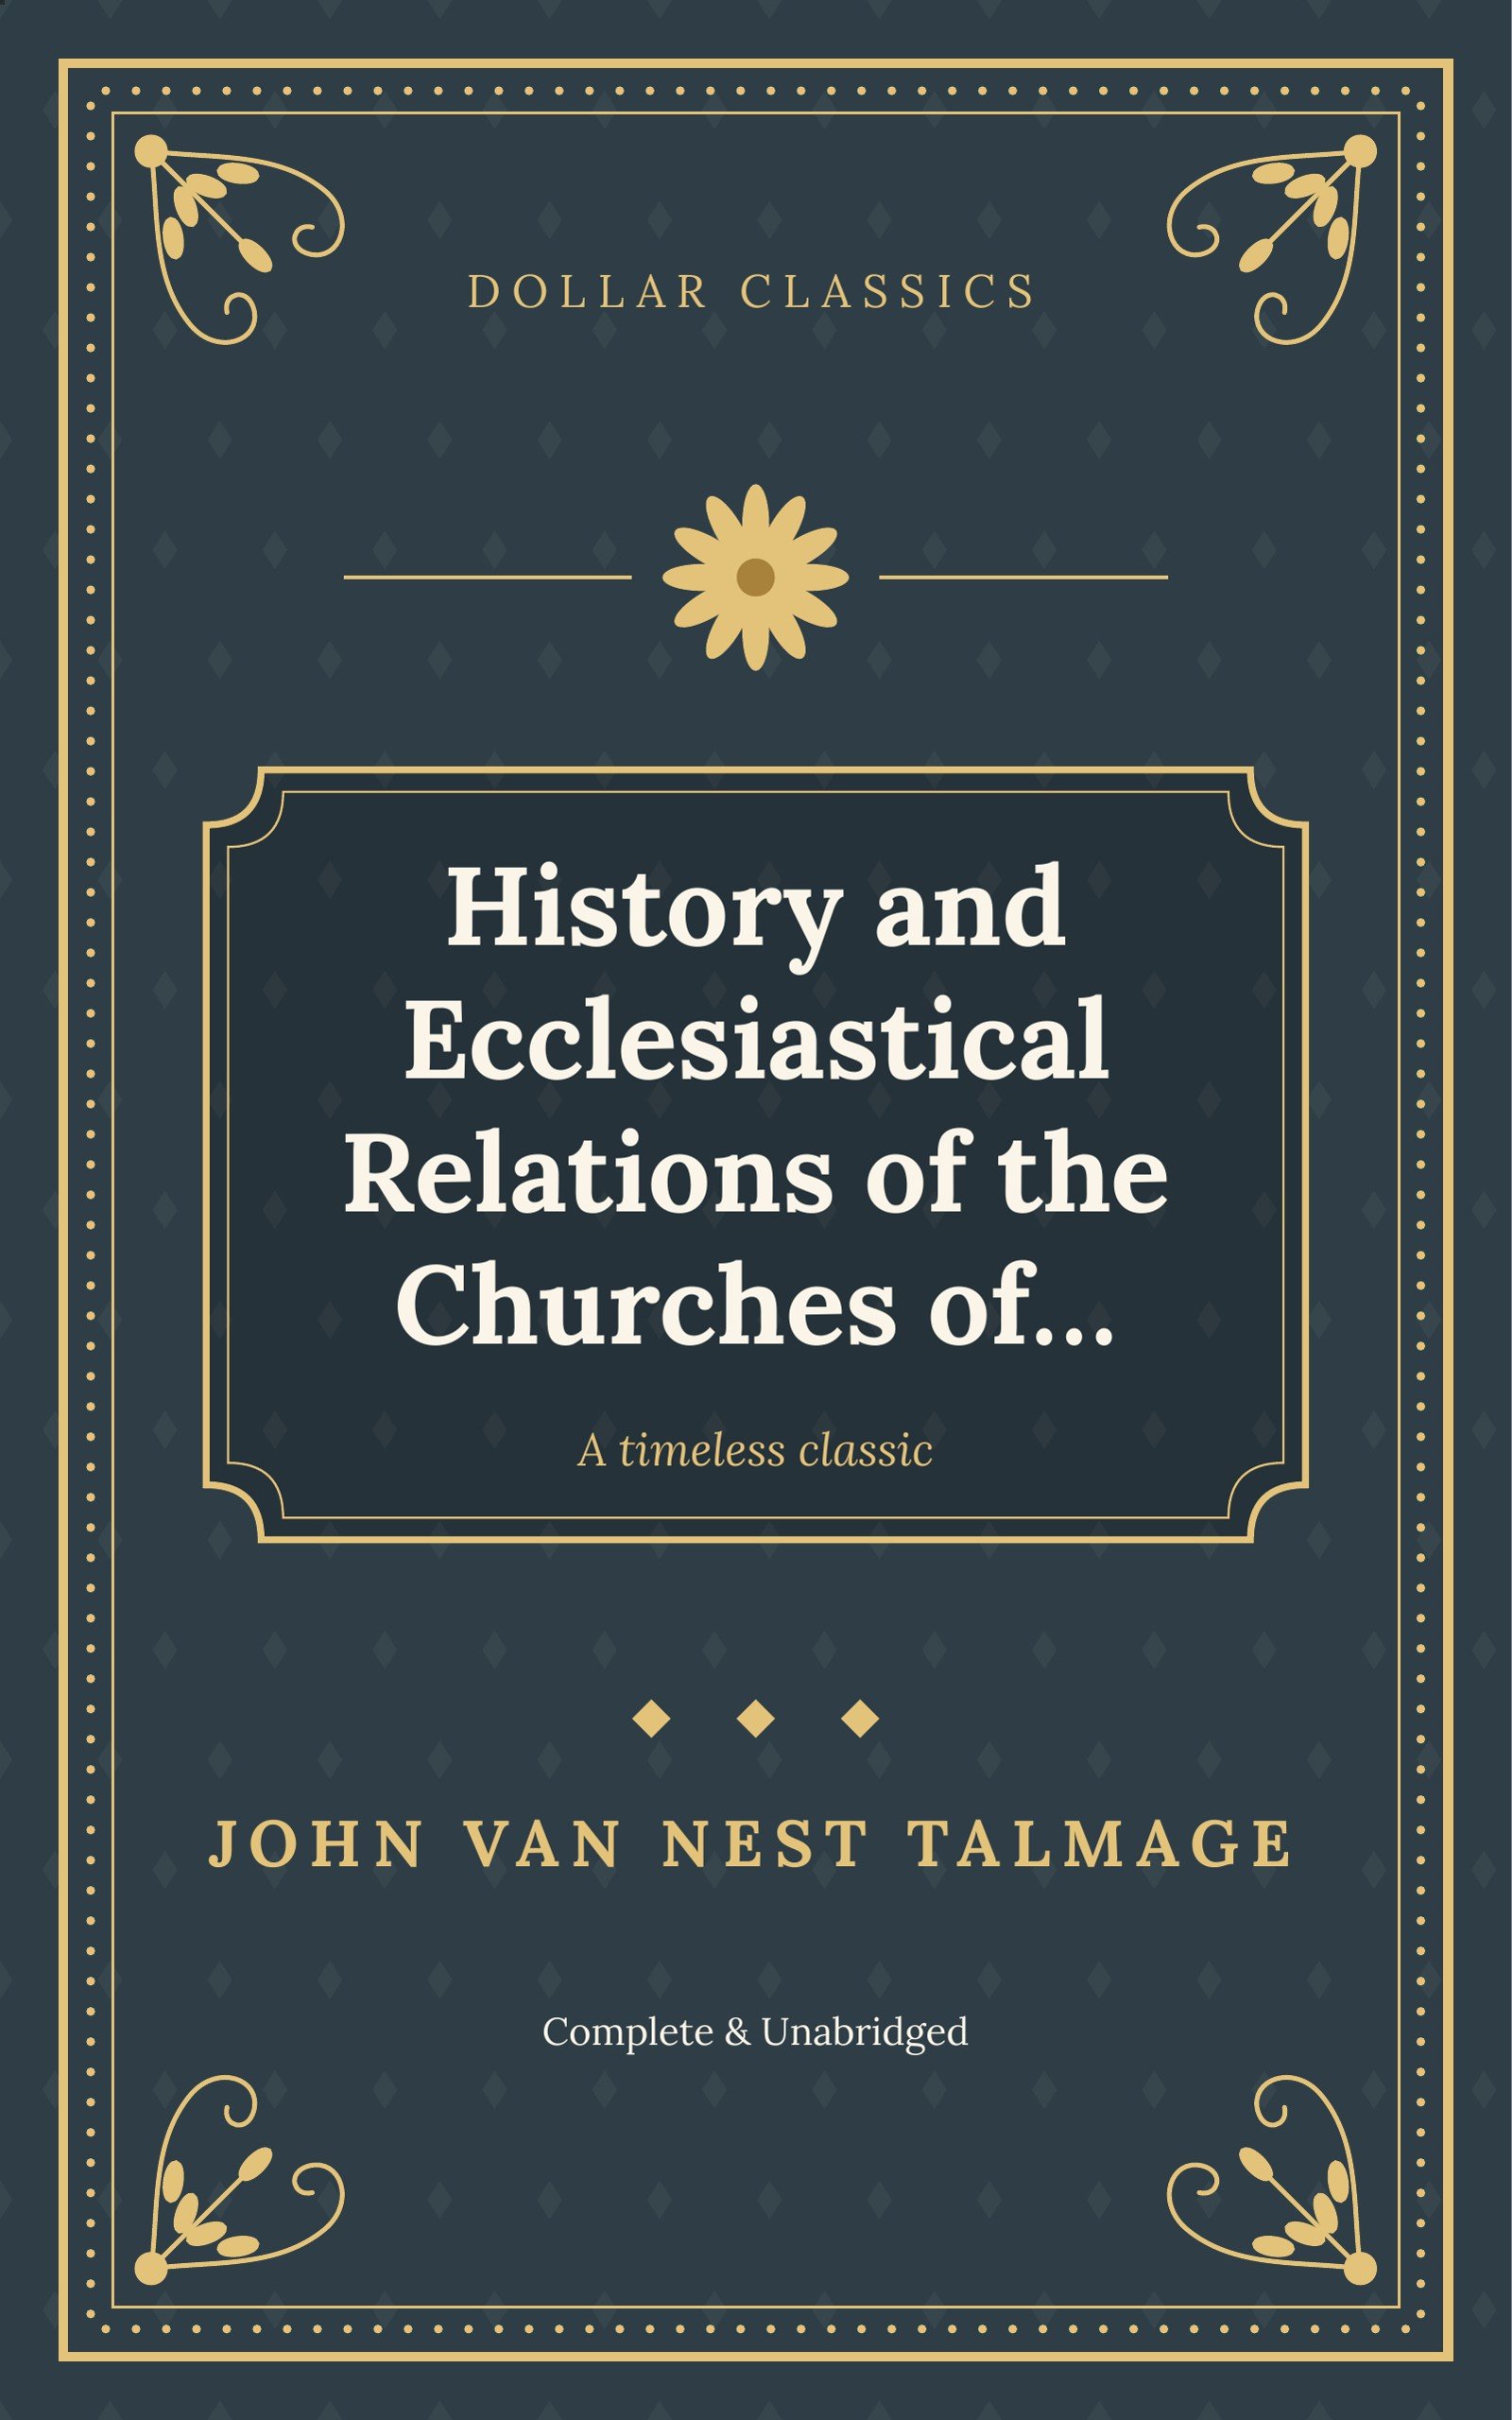 DOLLAR CLASSICS
History and
Ecclesiastical
Relations of the
Churches of...
A timeless classic
JOHN VAN NEST TALMAGE
Complete & Unabridged